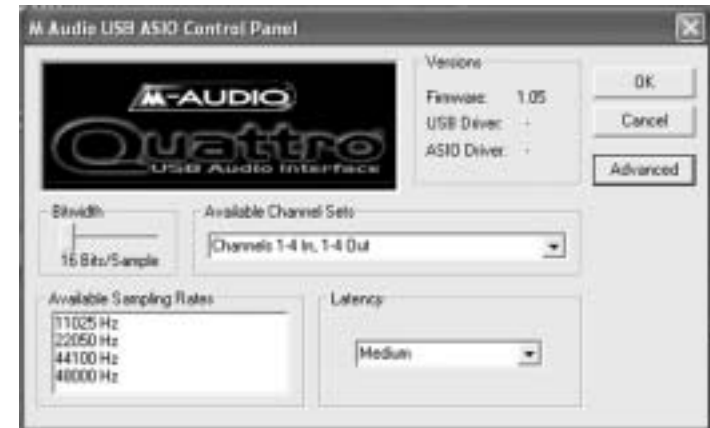 M Audio USB ASIO Control Panel
M-AUDIO
Quattro
USB Audio Interface
Versions
Firmware: 1.05
USB Driver: -
ASIO Driver: -
OK
Cancel
Advanced
Bitwidth
16 Bits/Sample
Available Channel Sets
Channels 1-4 In, 1-4 Out
Available Sampling Rates
11025 Hz
22050 Hz
44100 Hz
48000 Hz
Latency
Medium